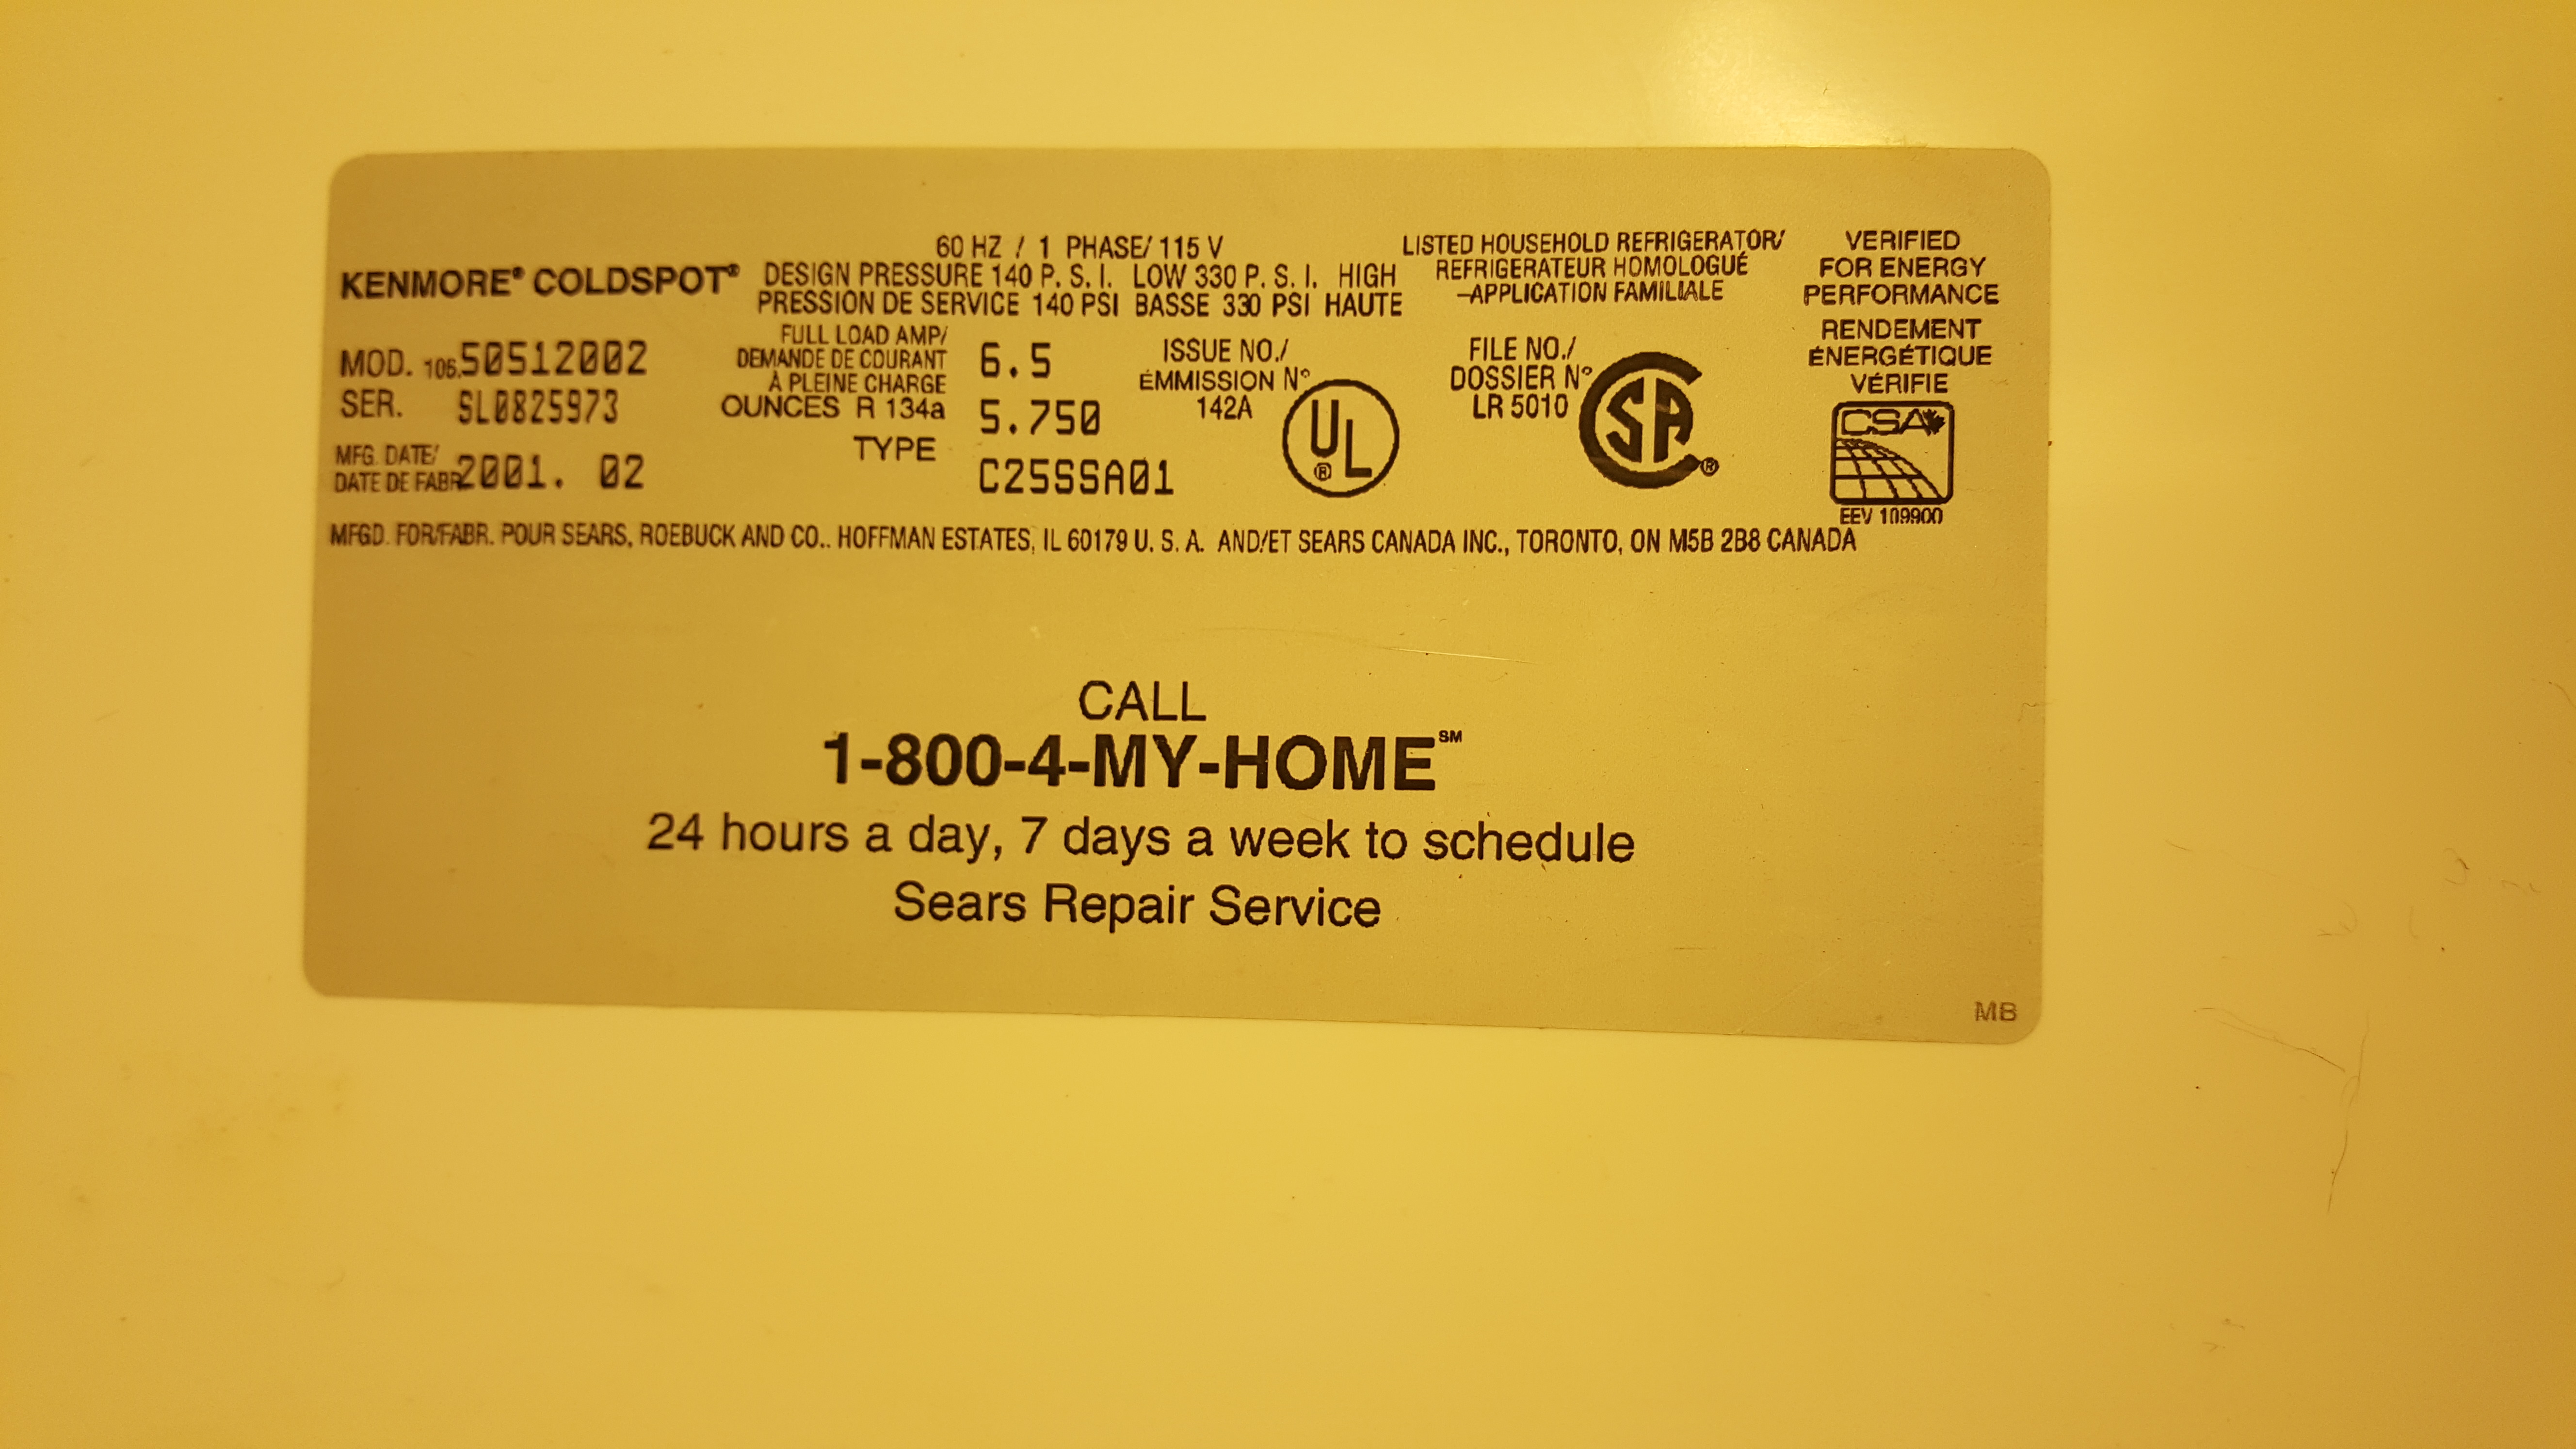 60 HZ / 1 PHASE/ 115 V
KENMORE® COLDSPOT®
DESIGN PRESSURE 140 P. S. I. LOW 330 P. S. I. HIGH
PRESSION DE SERVICE 140 PSI BASSE 330 PSI HAUTE
LISTED HOUSEHOLD REFRIGERATOR/
REFRIGERATEUR HOMOLOGUÉ
-APPLICATION FAMILIALE
VERIFIED
FOR ENERGY
PERFORMANCE
RENDEMENT
ÉNERGÉTIQUE
VÉRIFIE
CSA
EEV 109900
MOD. 106.50512002
SER. SL0825973
MFG. DATE/
DATE DE FABR. 2001. 02
FULL LOAD AMP/
DEMANDE DE COURANT
À PLEINE CHARGE 6.5
OUNCES R 134a 5.750
TYPE C25SSA01
ISSUE NO./
ÉMMISSION N°
142A
UL®
FILE NO./
DOSSIER N°
LR 5010
SA®
MFGD. FOR/FABR. POUR SEARS, ROEBUCK AND CO.. HOFFMAN ESTATES, IL 60179 U. S. A. AND/ET SEARS CANADA INC., TORONTO, ON M5B 2B8 CANADA
CALL
1-800-4-MY-HOME℠
24 hours a day, 7 days a week to schedule
Sears Repair Service
MB